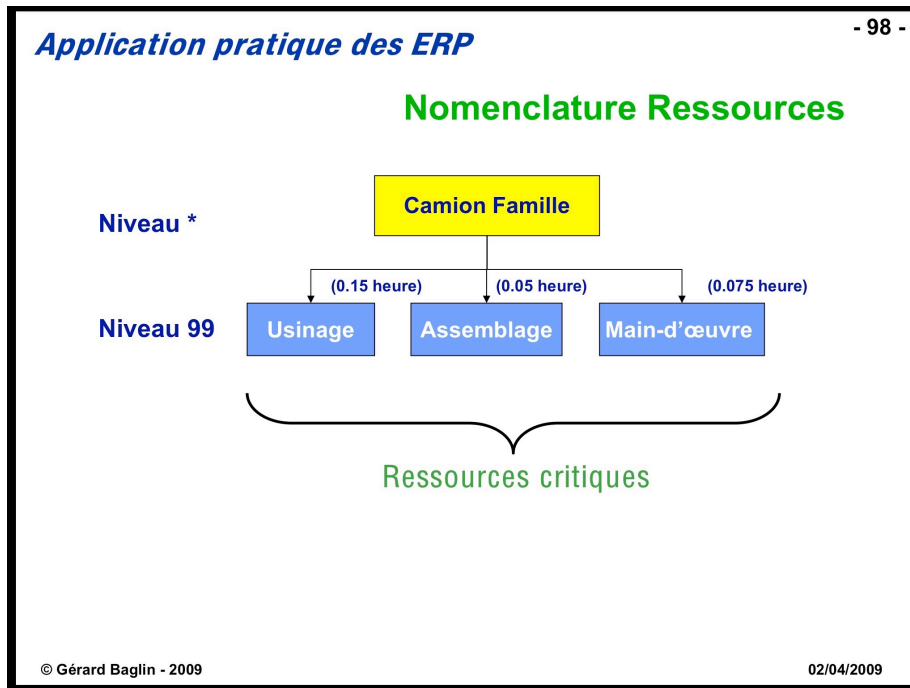 Application pratique des ERP
- 98 -
Nomenclature Ressources
Niveau *
Camion Famille
(0.15 heure)
(0.05 heure)
(0.075 heure)
Niveau 99
Usinage
Assemblage
Main-d'œuvre
Ressources critiques
© Gérard Baglin - 2009
02/04/2009